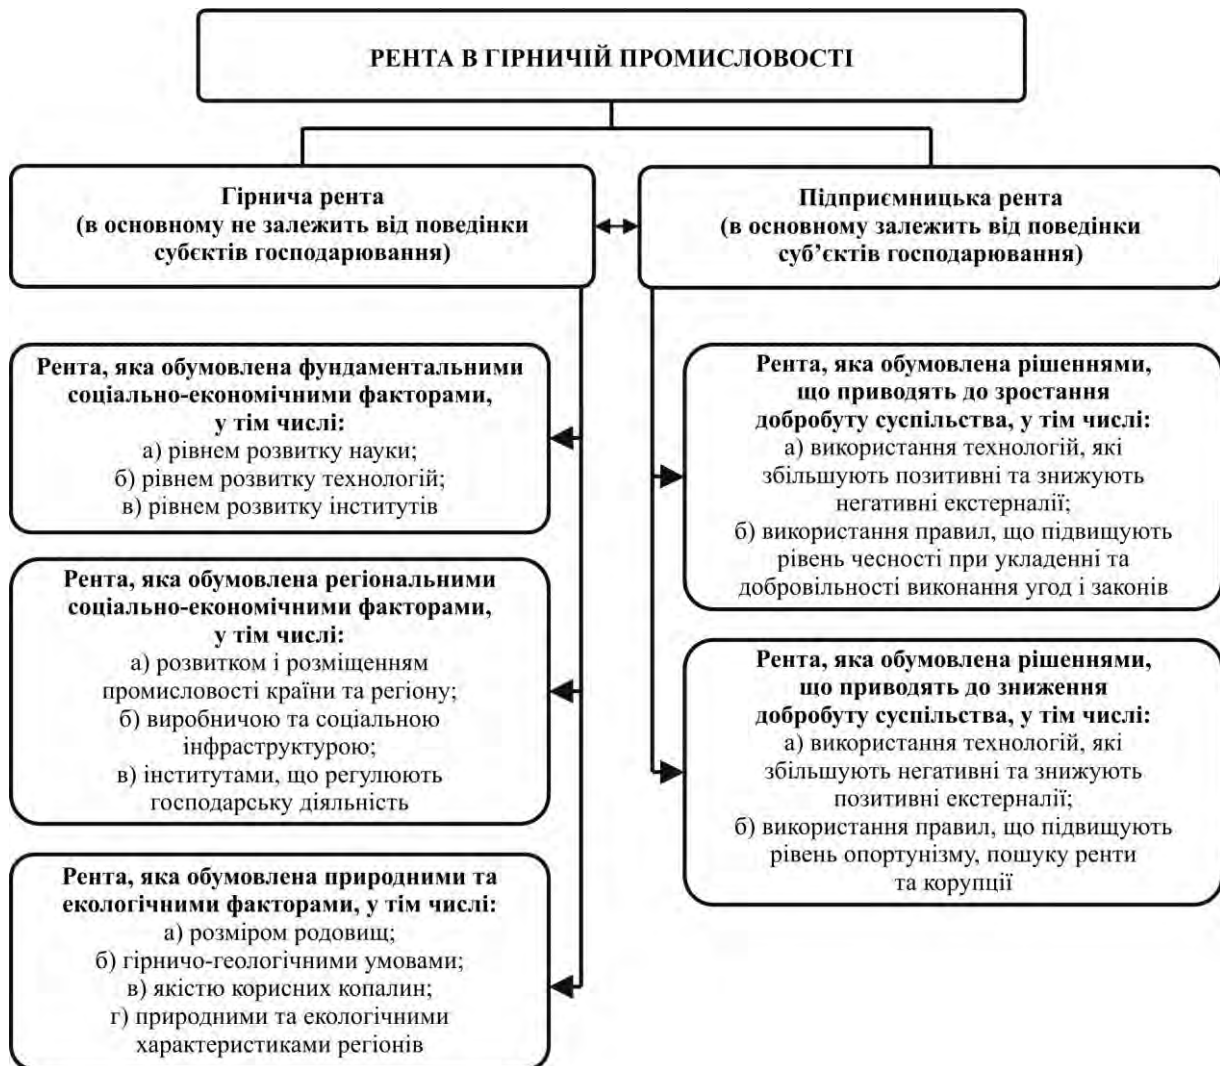 РЕНТА В ГІРНИЧІЙ ПРОМИСЛОВОСТІ
Гірнича рента
(в основному не залежить від поведінки
субєктів господарювання)
Підприємницька рента
(в основному залежить від поведінки
суб’єктів господарювання)
Рента, яка обумовлена фундаментальними
соціально-економічними факторами,
у тім числі:
а) рівнем розвитку науки;
б) рівнем розвитку технологій;
в) рівнем розвитку інститутів
Рента, яка обумовлена регіональними
соціально-економічними факторами,
у тім числі:
а) розвитком і розміщенням
промисловості країни та регіону;
б) виробничою та соціальною
інфраструктурою;
в) інститутами, що регулюють
господарську діяльність
Рента, яка обумовлена природними та
екологічними факторами, у тім числі:
а) розміром родовищ;
б) гірничо-геологічними умовами;
в) якістю корисних копалин;
г) природними та екологічними
характеристиками регіонів
Рента, яка обумовлена рішеннями,
що приводять до зростання
добробуту суспільства, у тім числі:
а) використання технологій, які
збільшують позитивні та знижують
негативні екстерналії;
б) використання правил, що підвищують
рівень чесності при укладенні та
добровільності виконання угод і законів
Рента, яка обумовлена рішеннями,
що приводять до зниження
добробуту суспільства, у тім числі:
а) використання технологій, які
збільшують негативні та знижують
позитивні екстерналії;
б) використання правил, що підвищують
рівень опортунізму, пошуку ренти
та корупції